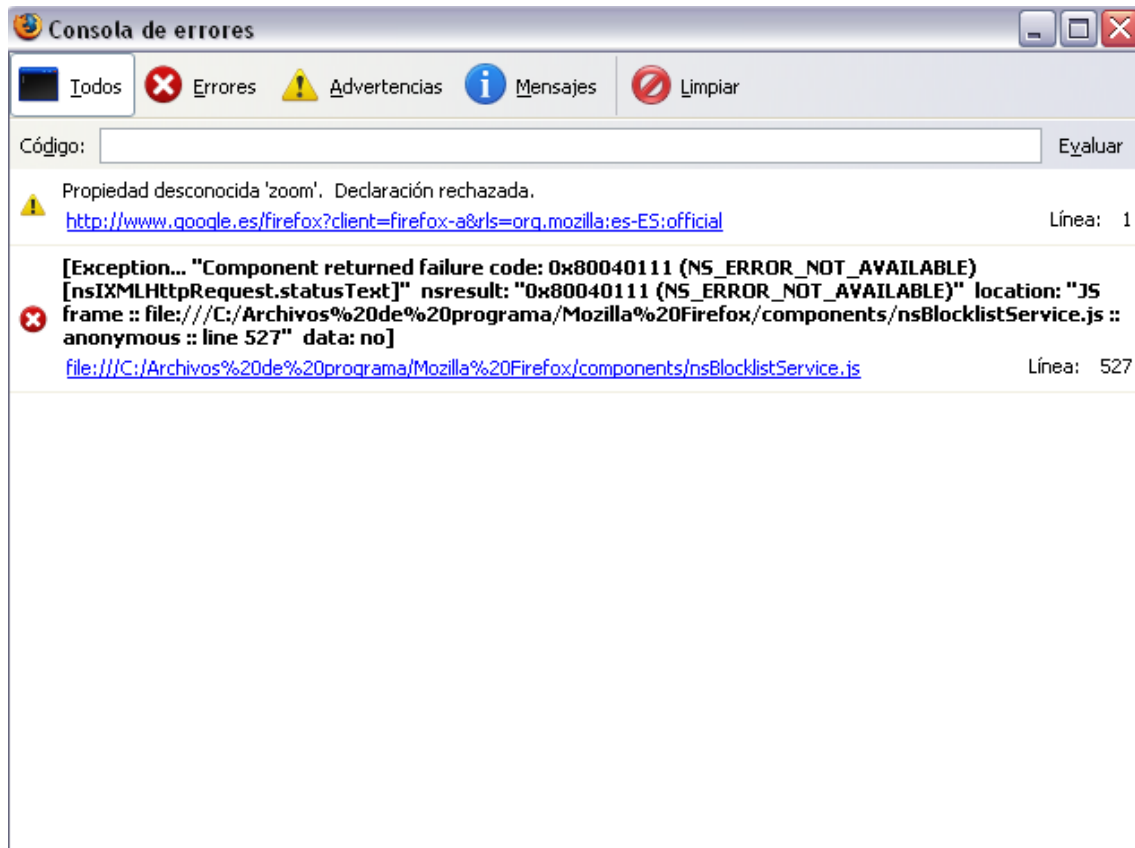 Consola de errores
Todos Errores Advertencias Mensajes Limpiar
Código: Evaluar
Propiedad desconocida 'zoom'. Declaración rechazada.
http://www.google.es/firefox?client=firefox-a&rls=org.mozilla:es-ES:official Línea: 1
[Exception... "Component returned failure code: 0x80040111 (NS_ERROR_NOT_AVAILABLE)
[nsIXMLHttpRequest.statusText]" nsresult: "0x80040111 (NS_ERROR_NOT_AVAILABLE)" location: "JS
frame :: file:///C:/Archivos%20de%20programa/Mozilla%20Firefox/components/nsBlocklistService.js ::
anonymous :: line 527" data: no]
file:///C:/Archivos%20de%20programa/Mozilla%20Firefox/components/nsBlocklistService.js Línea: 527